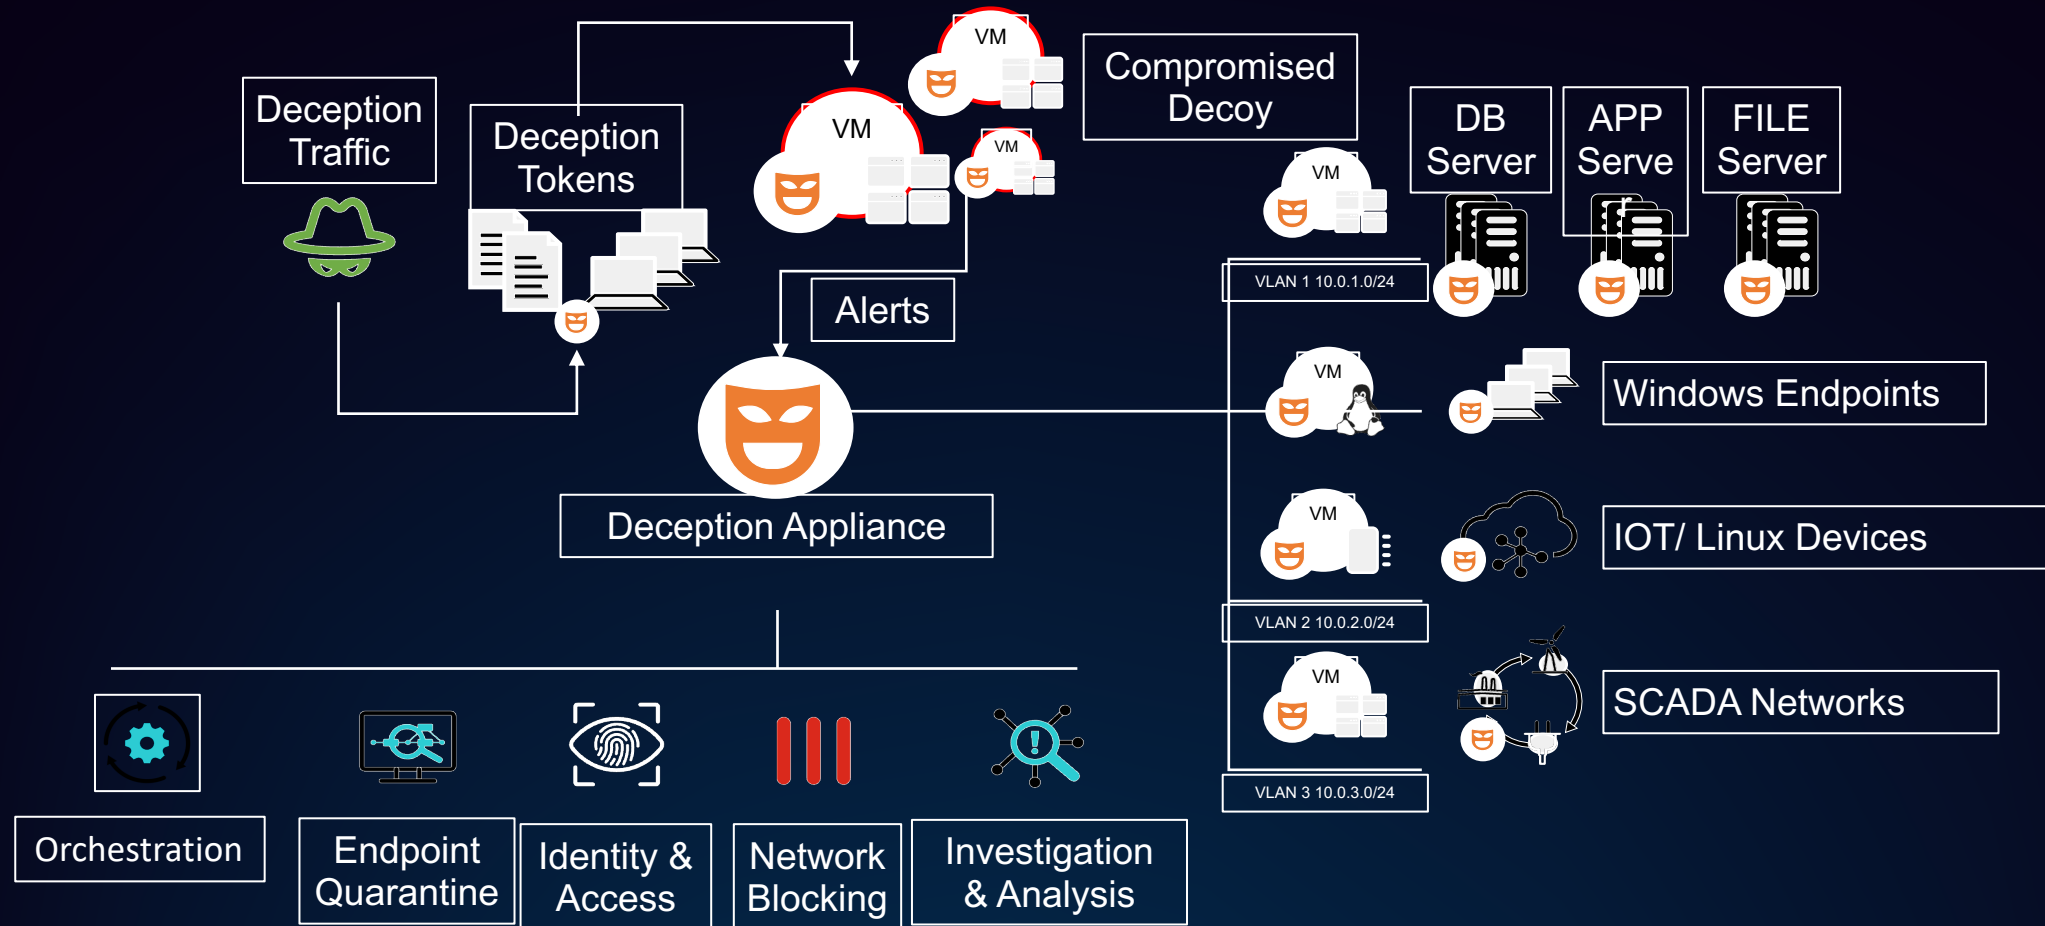 Deception
Traffic
Deception
Tokens
VM
VM
VM
Compromised
Decoy
Alerts
Deception Appliance
VM
DB
Server
APP
Serve
r
FILE
Server
VLAN 1 10.0.1.0/24
VM
Windows Endpoints
VM
IOT/ Linux Devices
VLAN 2 10.0.2.0/24
VM
SCADA Networks
VLAN 3 10.0.3.0/24
Orchestration
Endpoint
Quarantine
Identity &
Access
Network
Blocking
Investigation
& Analysis